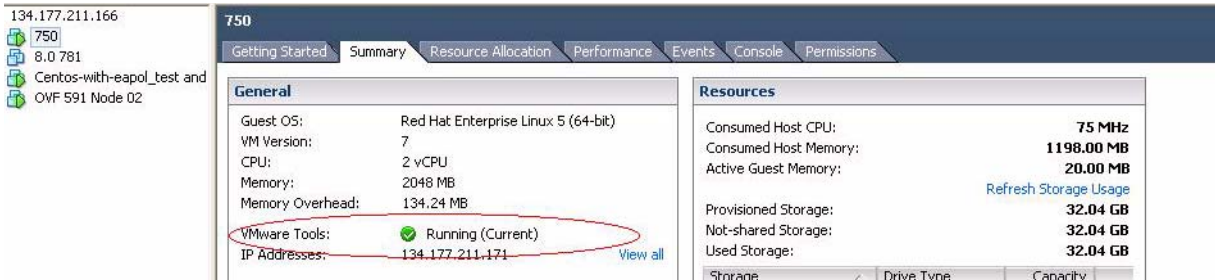 134.177.211.166
750
8.0 781
Centos-with-eapol_test and
OVF 591 Node 02
750
Getting Started Summary Resource Allocation Performance Events Console Permissions
General
Guest OS: Red Hat Enterprise Linux 5 (64-bit)
VM Version: 7
CPU: 2 vCPU
Memory: 2048 MB
Memory Overhead: 134.24 MB
VMware Tools: Running (Current)
IP Addresses: 134.177.211.171 View all
Resources
Consumed Host CPU: 75 MHz
Consumed Host Memory: 1198.00 MB
Active Guest Memory: 20.00 MB
Refresh Storage Usage
Provisioned Storage: 32.04 GB
Not-shared Storage: 32.04 GB
Used Storage: 32.04 GB
Storage Drive Type Capacity